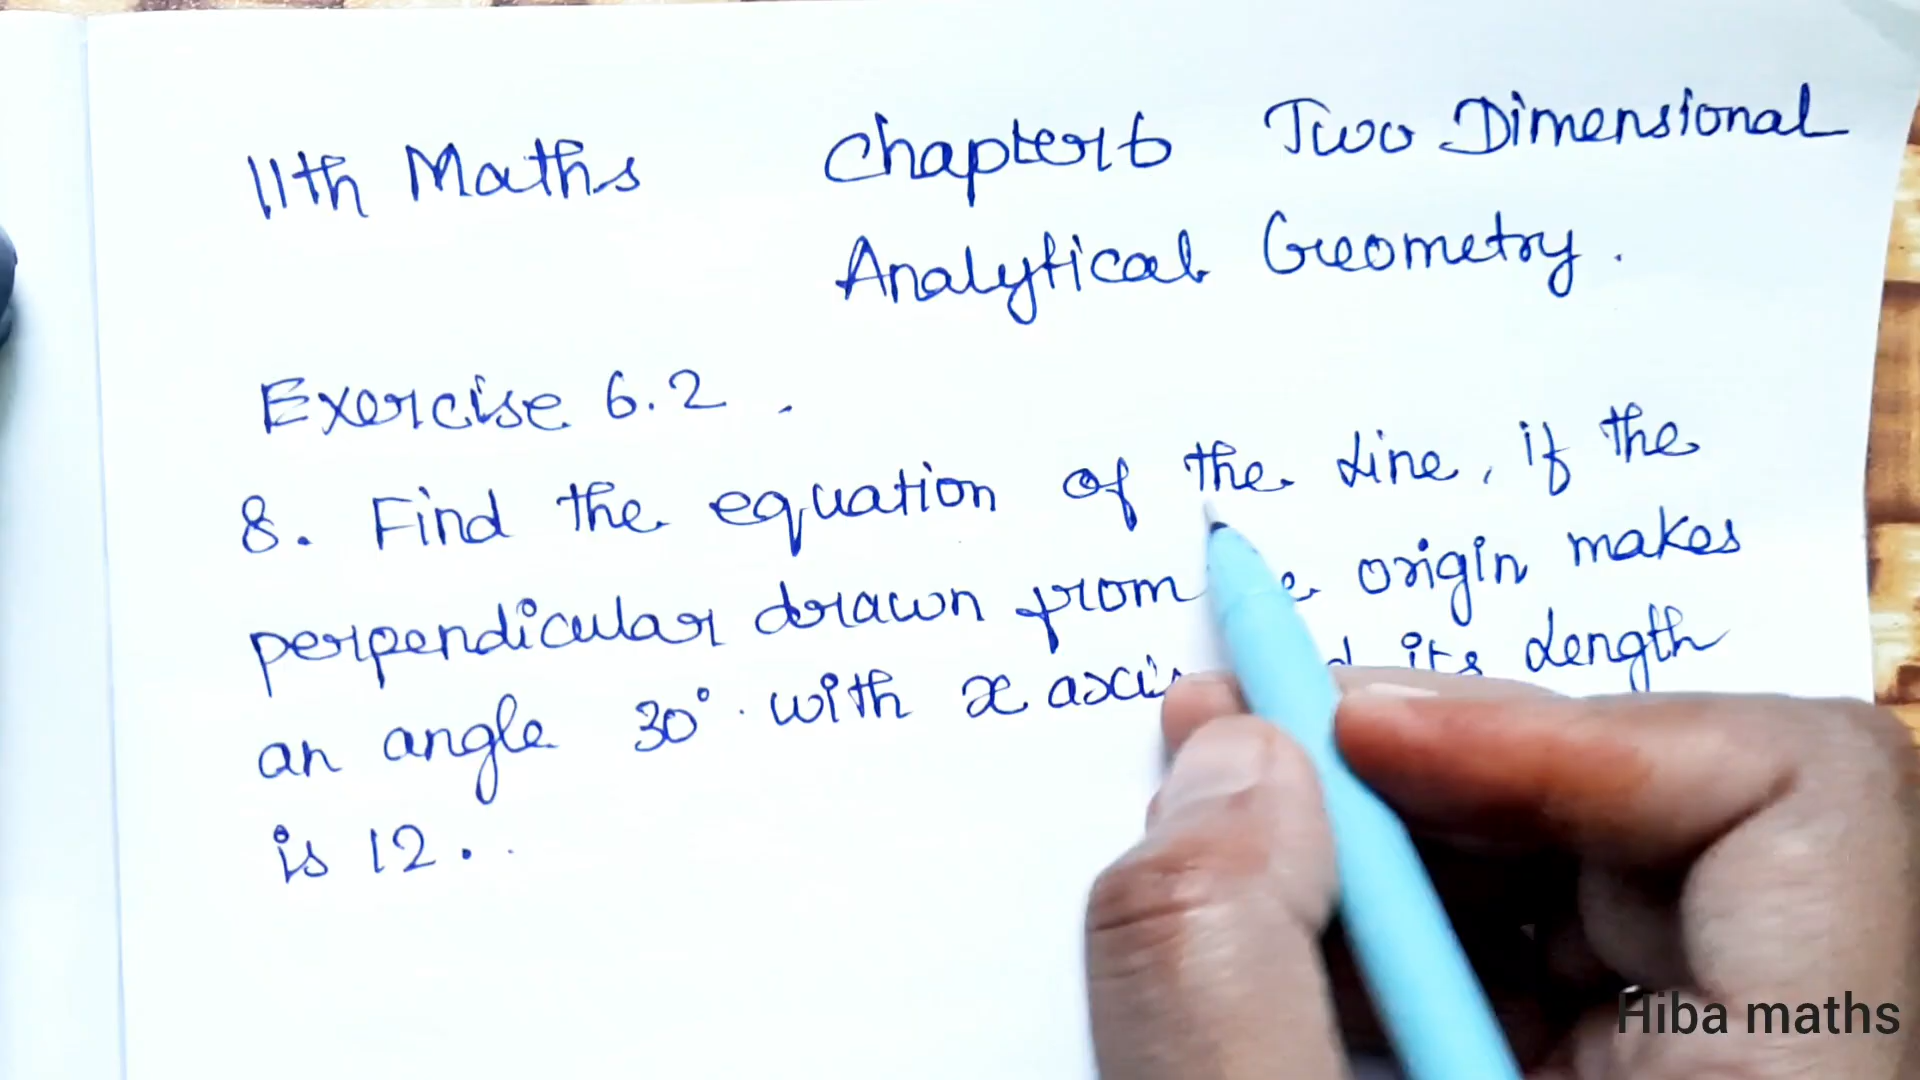 11th Maths Chapter 6 Two Dimensional
Analytical Geometry.
Exercise 6.2.
8. Find the equation of the line, if the
perpendicular drawn from origin makes
an angle 30° with x axis its length
is 12.
Hiba maths